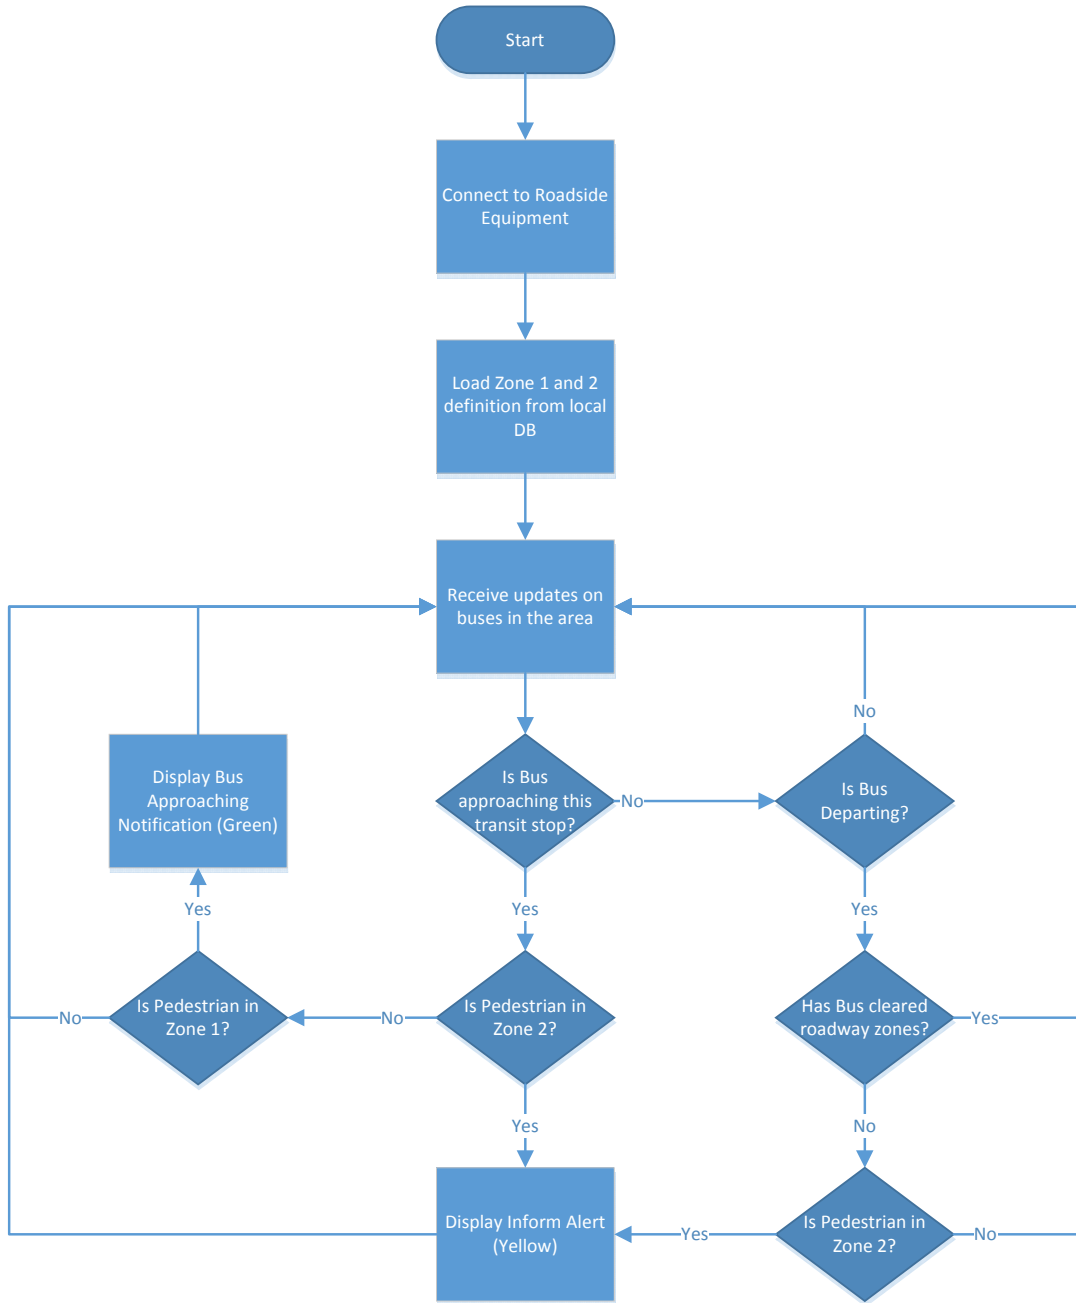 Start
Connect to Roadside
Equipment
Load Zone 1 and 2
definition from local
DB
Receive updates on
buses in the area
No
Display Bus
Approaching
Notification (Green)
Is Bus
approaching this
transit stop?
No
Is Bus
Departing?
Yes
Yes
Yes
No
Is Pedestrian in
Zone 1?
No
Is Pedestrian in
Zone 2?
Has Bus cleared
roadway zones?
Yes
Yes
No
Display Inform Alert
(Yellow)
Yes
Is Pedestrian in
Zone 2?
No